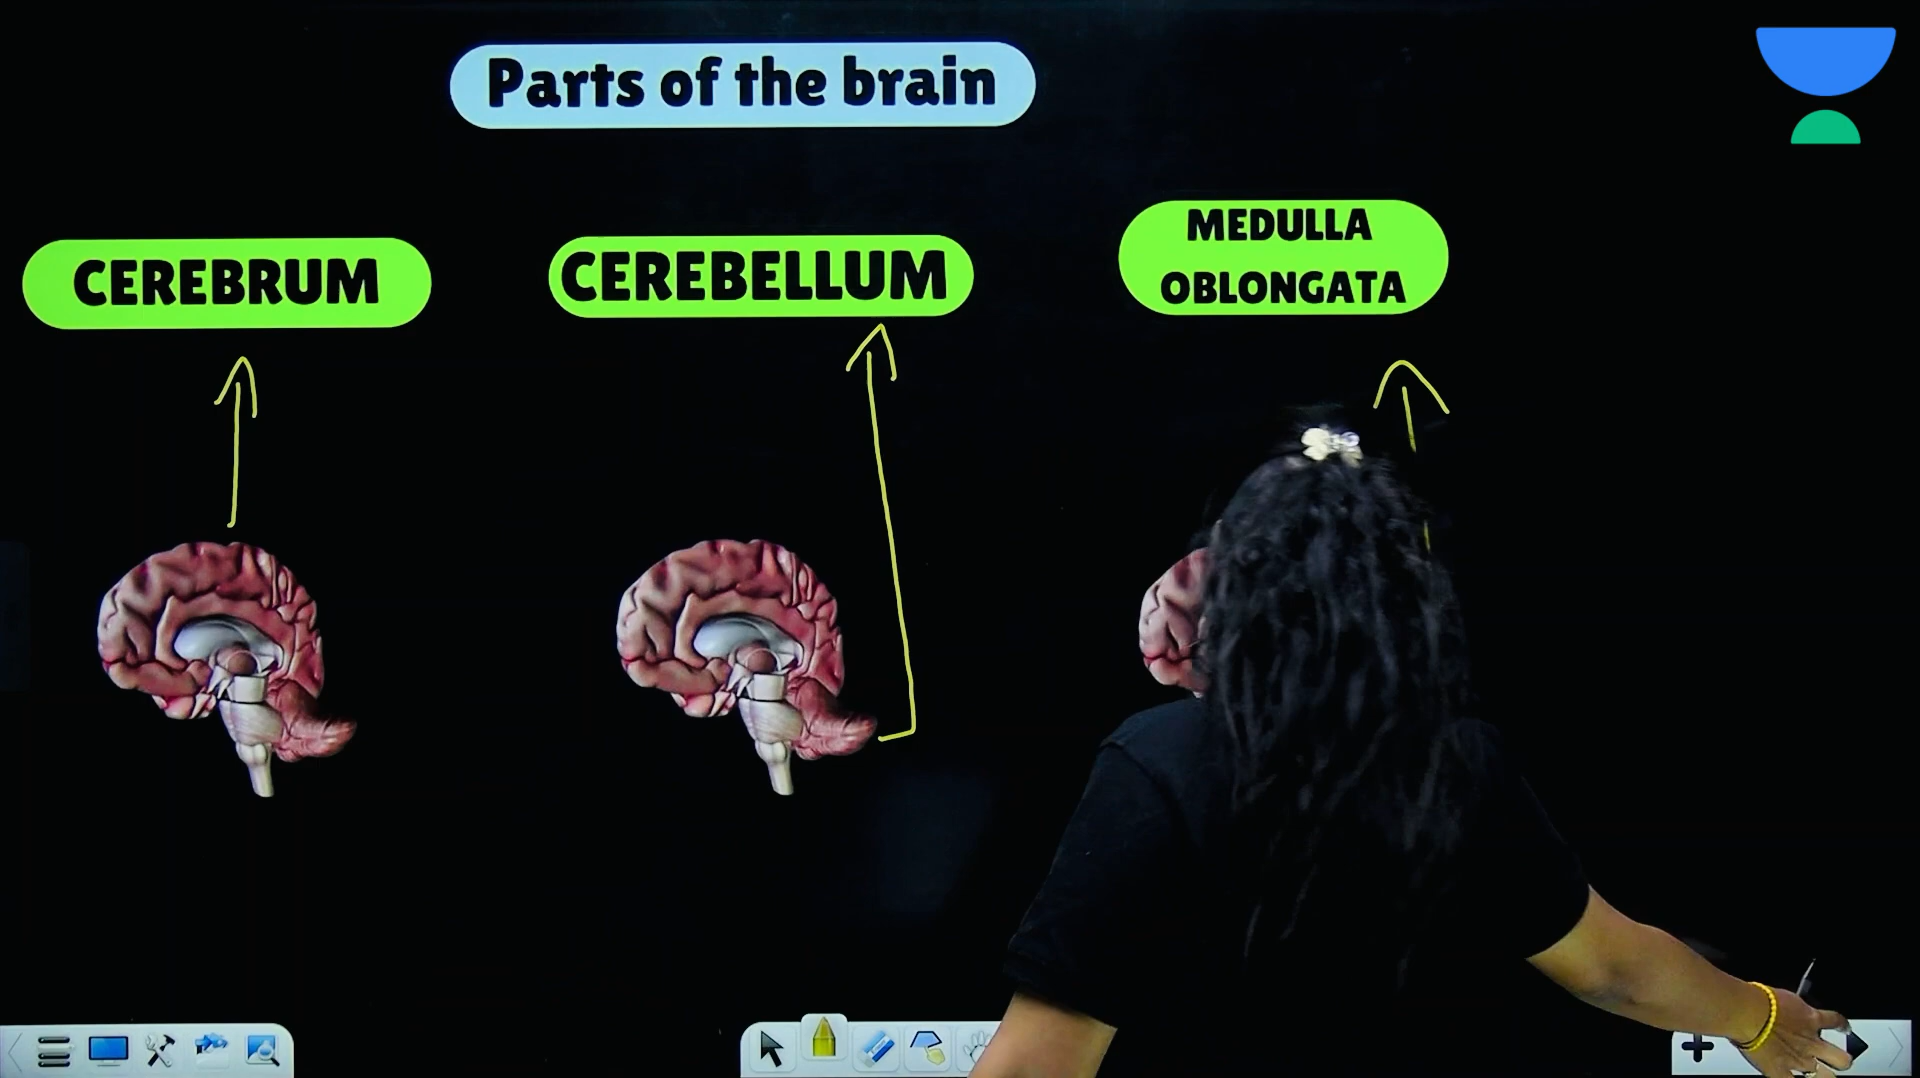 Parts of the brain
CEREBRUM
CEREBELLUM
MEDULLA
OBLONGATA